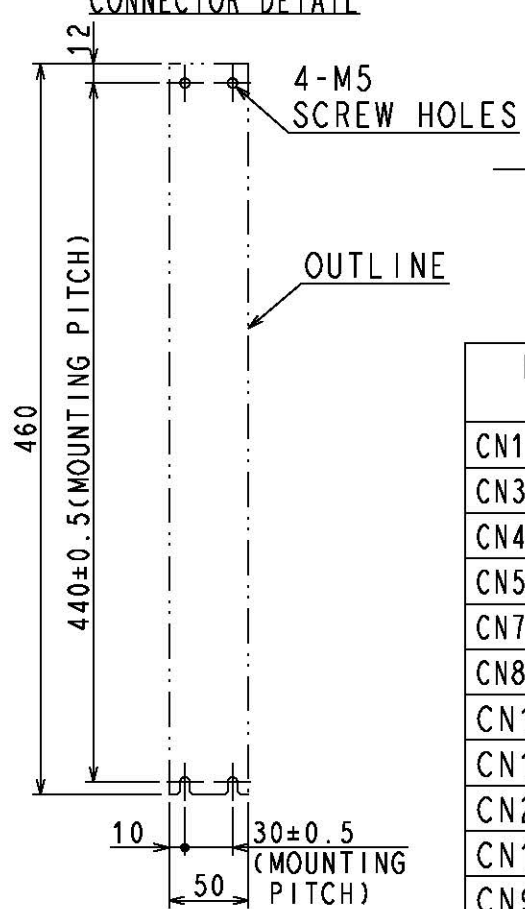 CONNECTOR DETAIL
12
4-M5
SCREW HOLES
OUTLINE
440±0.5(MOUNTING PITCH)
460
10
30±0.5
(MOUNTING
PITCH)
50
CN1
CN3
CN4
CN5
CN7
CN8